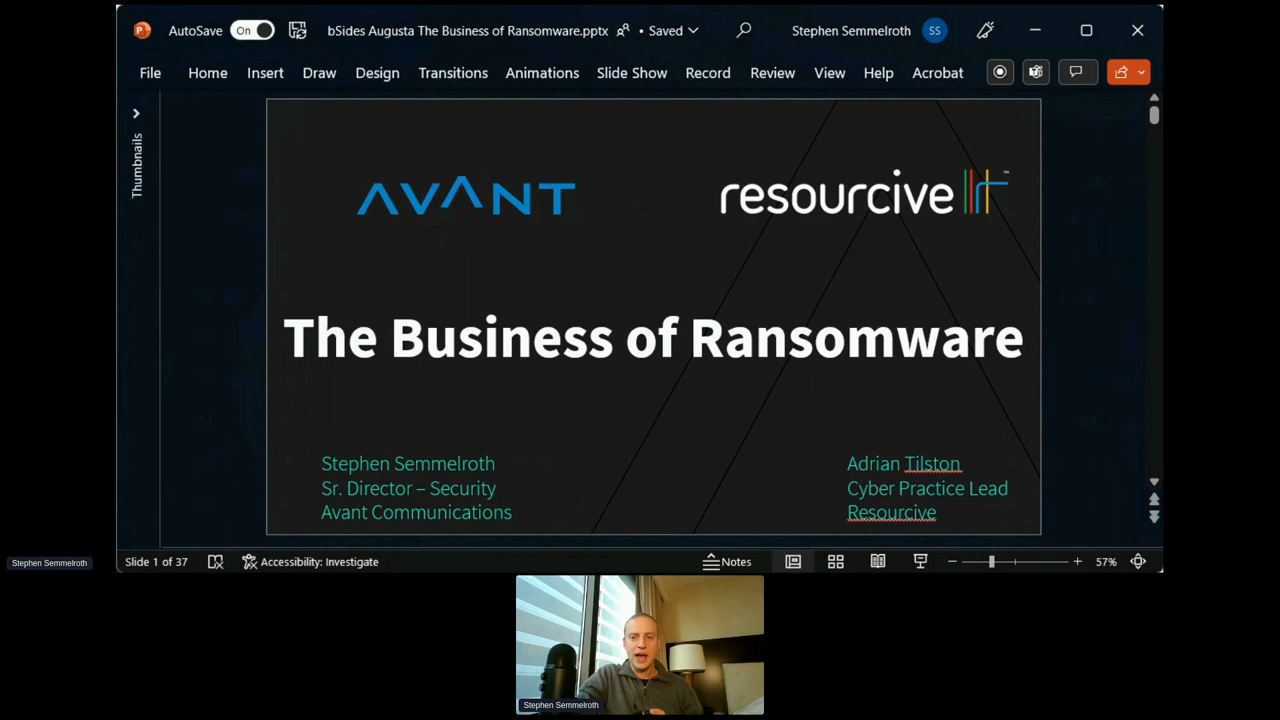 AutoSave
On
bSides Augusta The Business of Ransomware.pptx
• Saved
Stephen Semmelroth
SS
File
Home
Insert
Draw
Design
Transitions
Animations
Slide Show
Record
Review
View
Help
Acrobat
Thumbnails
AVANT
resourcive
™
The Business of Ransomware
Stephen Semmelroth
Sr. Director – Security
Avant Communications
Adrian Tilston
Cyber Practice Lead
Resourcive
Slide 1 of 37
Accessibility: Investigate
Notes
57%
Stephen Semmelroth
Stephen Semmelroth